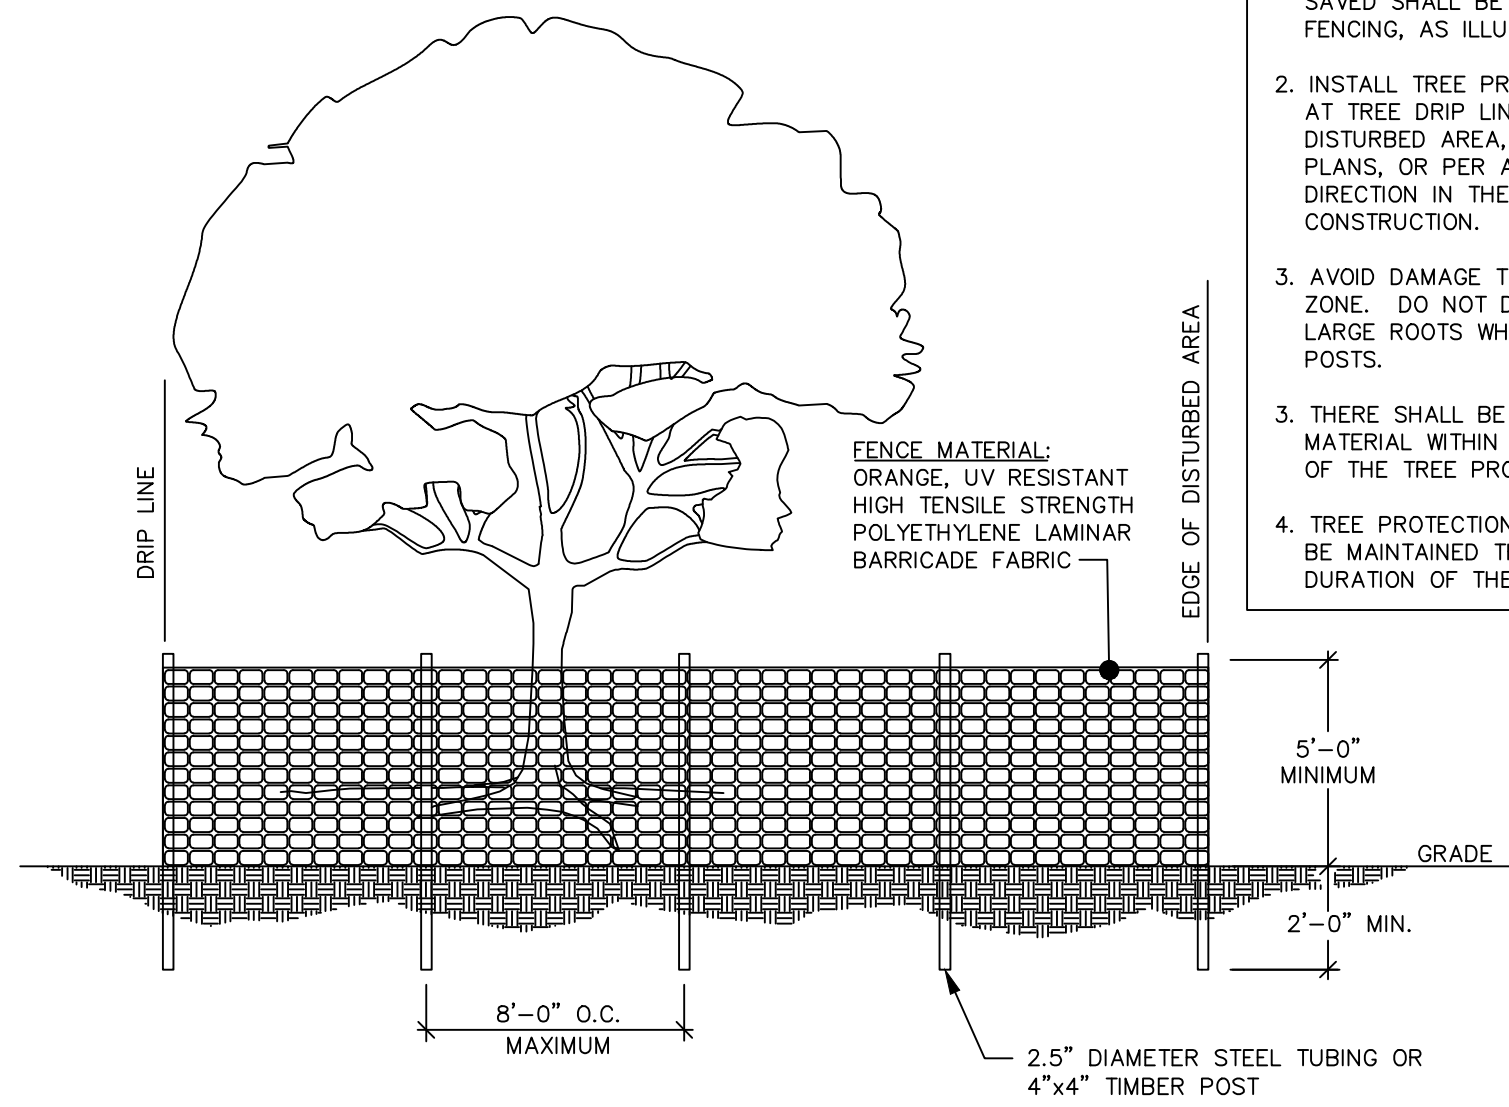 SAVED SHALL BE
FENCING, AS ILLU
2. INSTALL TREE PR
AT TREE DRIP LIN
DISTURBED AREA,
PLANS, OR PER A
DIRECTION IN THE
CONSTRUCTION.
3. AVOID DAMAGE T
ZONE. DO NOT D
LARGE ROOTS WH
POSTS.
3. THERE SHALL BE
MATERIAL WITHIN
OF THE TREE PRO
4. TREE PROTECTION
BE MAINTAINED T
DURATION OF THE
DRIP LINE
FENCE MATERIAL:
ORANGE, UV RESISTANT
HIGH TENSILE STRENGTH
POLYETHYLENE LAMINAR
BARRICADE FABRIC
EDGE OF DISTURBED AREA
5'-0"
MINIMUM
GRADE
2'-0" MIN.
8'-0" O.C.
MAXIMUM
2.5" DIAMETER STEEL TUBING OR
4"x4" TIMBER POST